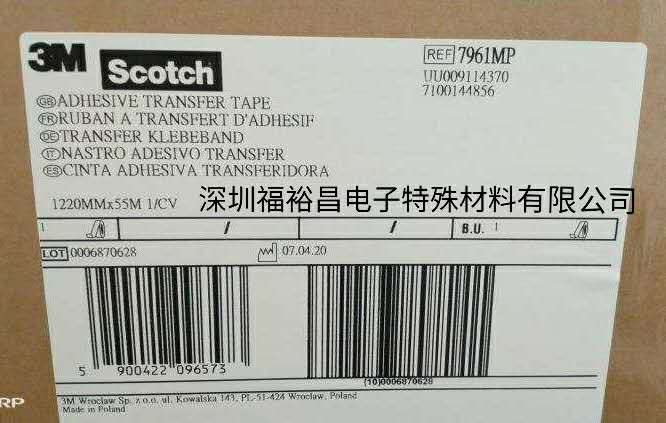 3M Scotch
REF 7961MP
UU009114370
7100144856
GB ADHESIVE TRANSFER TAPE
FR RUBAN A TRANSFERT D'ADHESIF
DE TRANSFER KLEBEBAND
IT NASTRO ADESIVO TRANSFER
ES CINTA ADHESIVA TRANSFERIDORA
1220MMx55M 1/CV
深圳福裕昌电子特殊材料有限公司
1 / / B.U. 1
LOT 0006870628 07.04.20
5 900422 096573
(10)0006870628
3M Wroclaw Sp. z o.o. ul. Kowalska 143, PL-51-424 Wroclaw, Poland
Made in Poland
RP